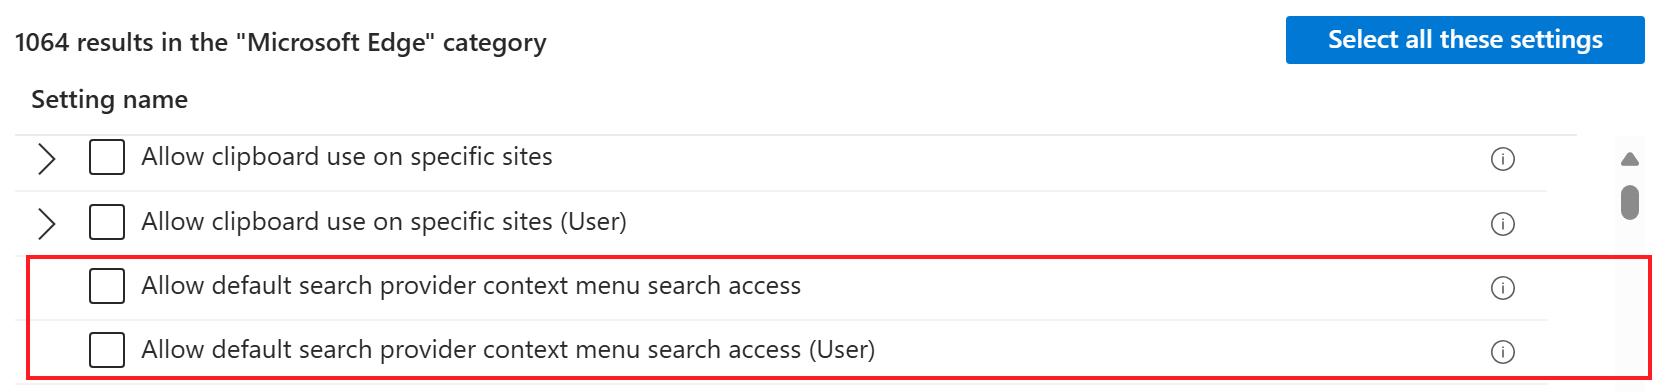 1064 results in the "Microsoft Edge" category
Select all these settings
Setting name
Allow clipboard use on specific sites
Allow clipboard use on specific sites (User)
Allow default search provider context menu search access
Allow default search provider context menu search access (User)